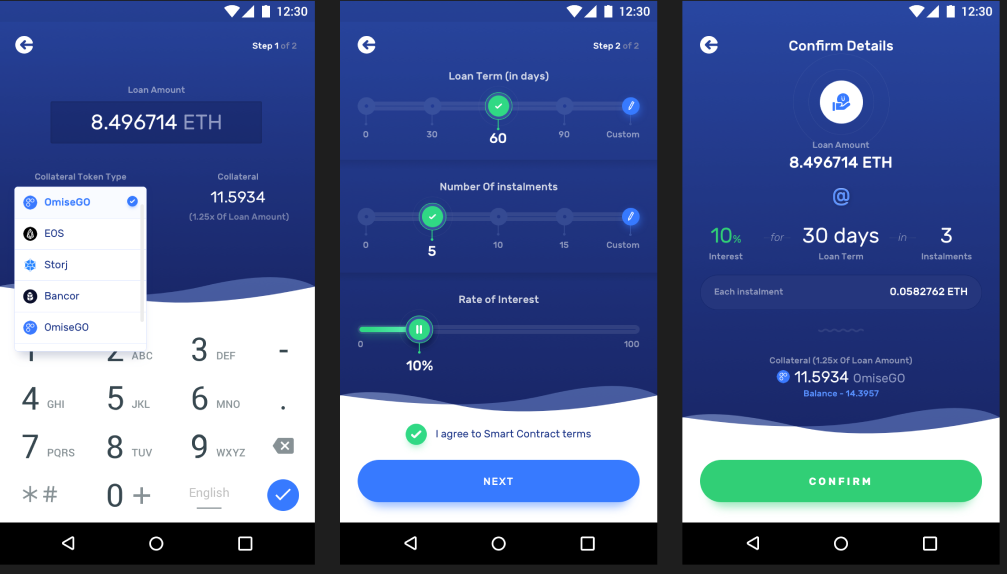 12:30
Step 1 of 2
Loan Amount
8.496714 ETH
Collateral Token Type
Collateral
OmiseGO
11.5934
(1.25x Of Loan Amount)
EOS
Storj
Bancor
OmiseGO
1 2 ABC 3 DEF -
4 GHI 5 JKL 6 MNO .
7 PQRS 8 TUV 9 WXYZ
*# 0 + English
12:30
Step 2 of 2
Loan Term (in days)
0 30 60 90 Custom
Number Of instalments
0 5 10 15 Custom
Rate of Interest
0 100
10%
I agree to Smart Contract terms
NEXT
12:30
Confirm Details
Loan Amount
8.496714 ETH
@
10% for 30 days in 3
Interest Loan Term Instalments
Each instalment 0.0582762 ETH
Collateral (1.25x Of Loan Amount)
11.5934 OmiseGO
Balance - 14.3957
CONFIRM